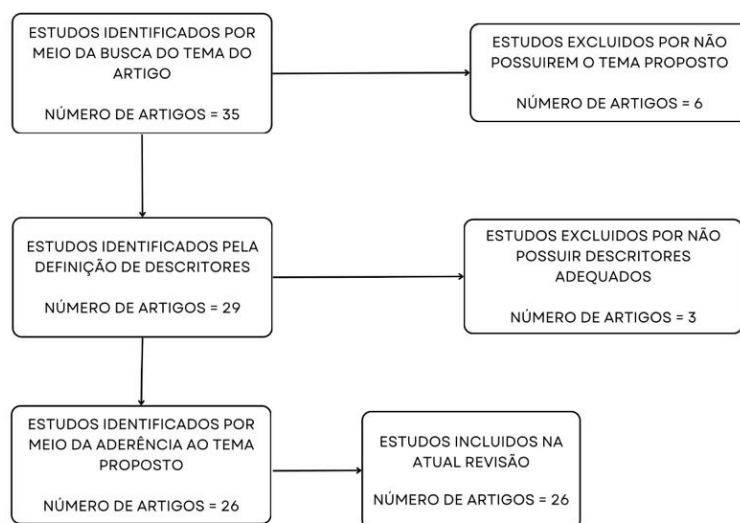 ESTUDOS IDENTIFICADOS POR
MEIO DA BUSCA DO TEMA DO
ARTIGO
NÚMERO DE ARTIGOS = 35
ESTUDOS EXCLUIDOS POR NÃO
POSSUIREM O TEMA PROPOSTO
NÚMERO DE ARTIGOS = 6
ESTUDOS IDENTIFICADOS PELA
DEFINIÇÃO DE DESCRITORES
NÚMERO DE ARTIGOS = 29
ESTUDOS EXCLUIDOS POR NÃO
POSSUIR DESCRITORES
ADEQUADOS
NÚMERO DE ARTIGOS = 3
ESTUDOS IDENTIFICADOS POR
MEIO DA ADERÊNCIA AO TEMA
PROPOSTO
NÚMERO DE ARTIGOS = 26
ESTUDOS INCLUIDOS NA
ATUAL REVISÃO
NÚMERO DE ARTIGOS = 26